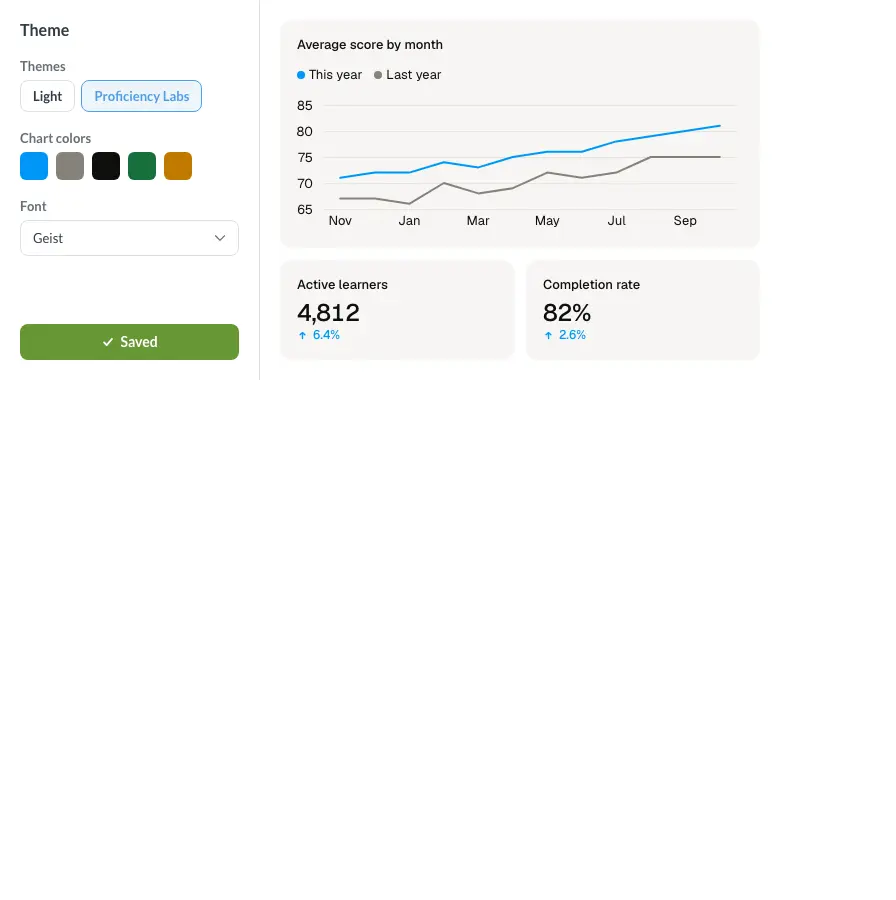 Theme
Themes
Light
Proficiency Labs
Chart colors
Font
Geist
Saved
Average score by month
This year
Last year
85
80
75
70
65
Nov Jan Mar May Jul Sep
Active learners
4,812
↑ 6.4%
Completion rate
82%
↑ 2.6%